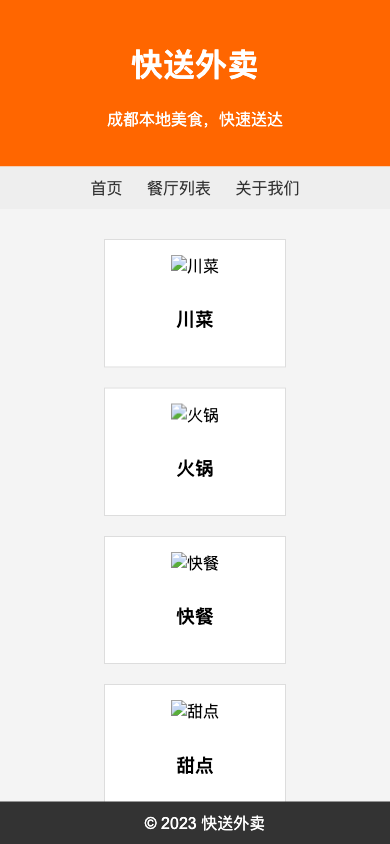 快送外卖
成都本地美食，快速送达
首页 餐厅列表 关于我们
川菜
川菜
火锅
火锅
快餐
快餐
甜点
甜点
© 2023 快送外卖